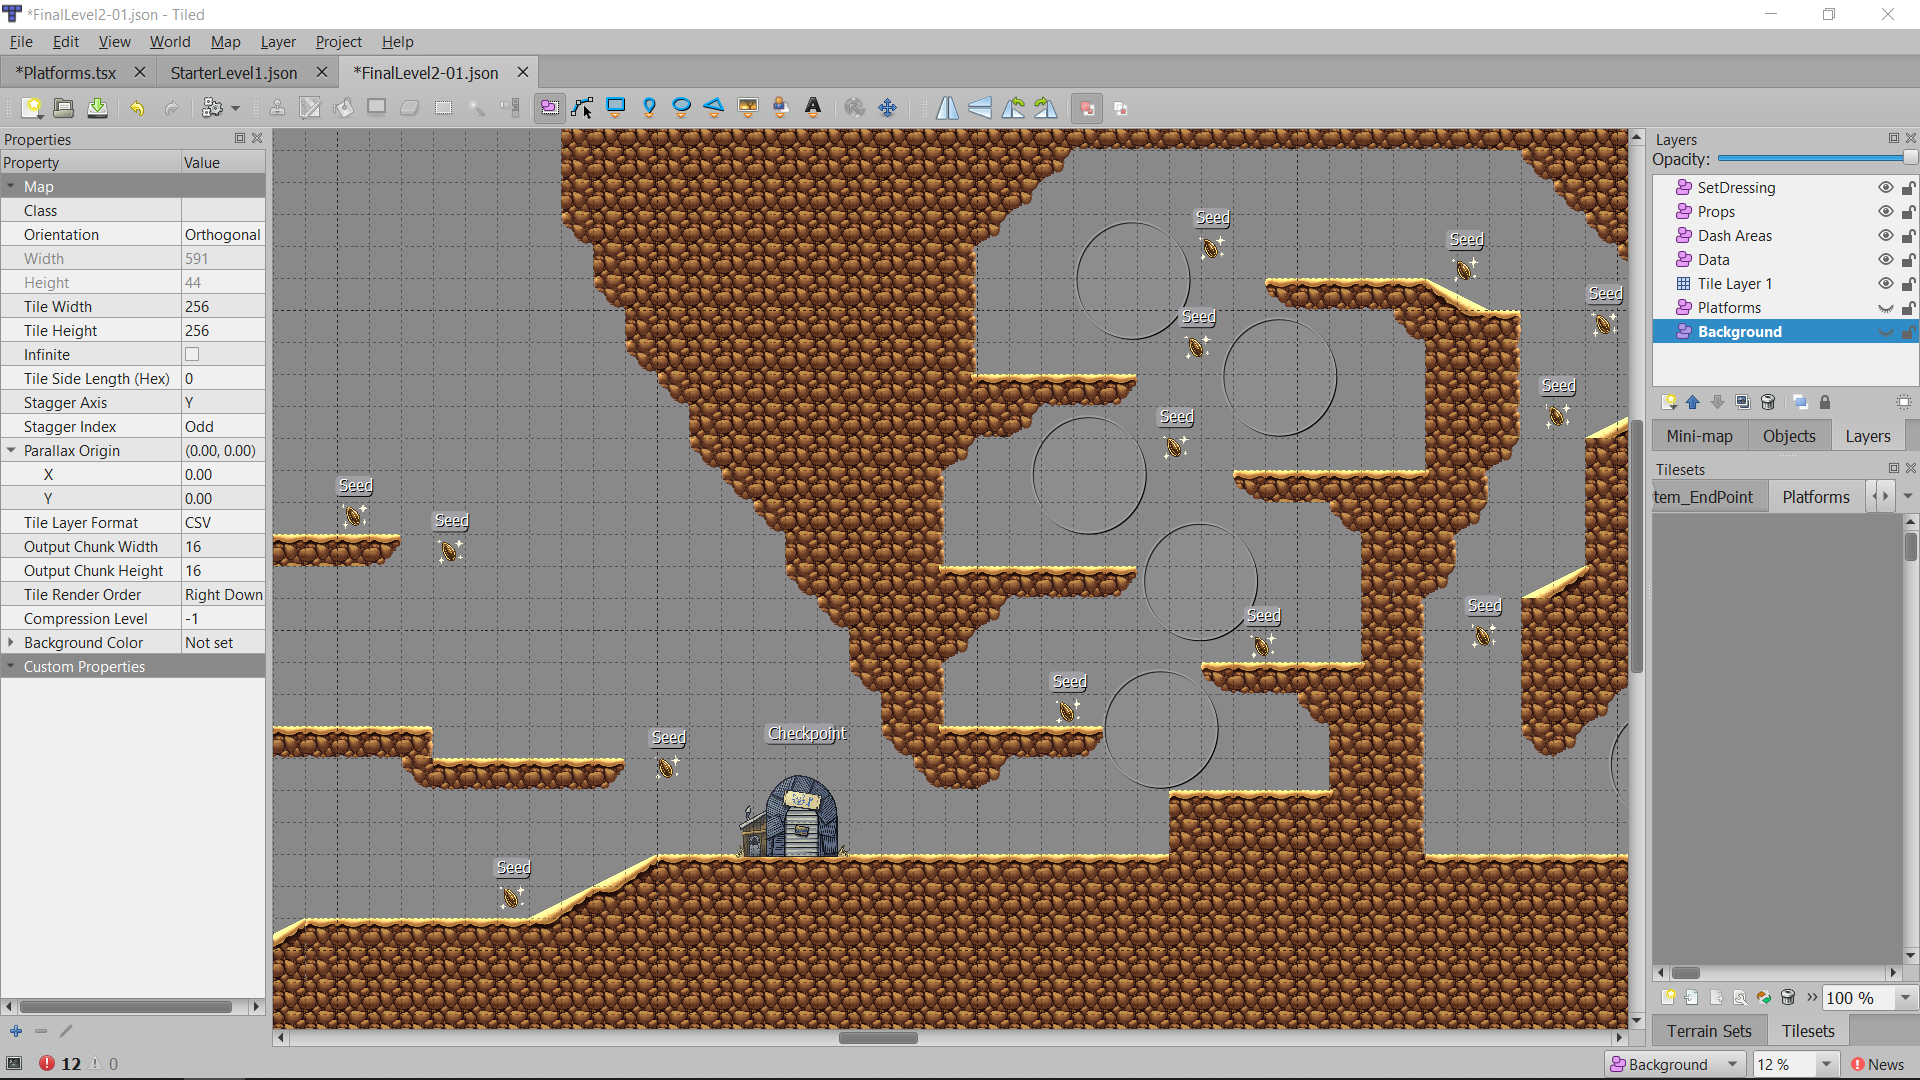 *FinalLevel2-01.json - Tiled
File Edit View World Map Layer Project Help
*Platforms.tsx StarterLevel1.json *FinalLevel2-01.json
Properties
Property Value
Map
Class
Orientation Orthogonal
Width 591
Height 44
Tile Width 256
Tile Height 256
Infinite
Tile Side Length (Hex) 0
Stagger Axis Y
Stagger Index Odd
Parallax Origin (0.00, 0.00)
X 0.00
Y 0.00
Tile Layer Format CSV
Output Chunk Width 16
Output Chunk Height 16
Tile Render Order Right Down
Compression Level -1
Background Color Not set
Custom Properties
Seed
Seed
Seed
Seed
Seed
Seed
Seed
Seed
Seed
Seed
Seed
Seed
Seed
Checkpoint
Seed
Layers
Opacity:
SetDressing
Props
Dash Areas
Data
Tile Layer 1
Platforms
Background
Mini-map Objects Layers
Tilesets
tem_EndPoint Platforms
100 %
Terrain Sets Tilesets
12 0
Background 12 % News